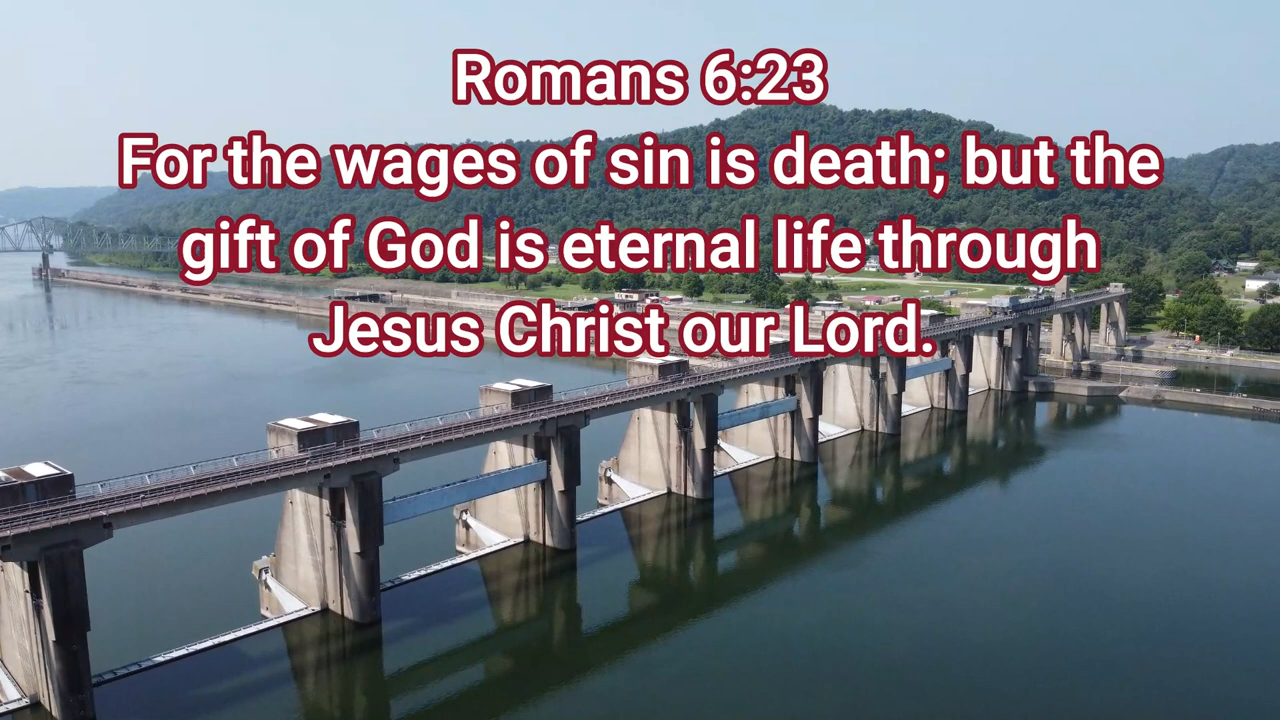 Romans 6:23
For the wages of sin is death; but the
gift of God is eternal life through
Jesus Christ our Lord.